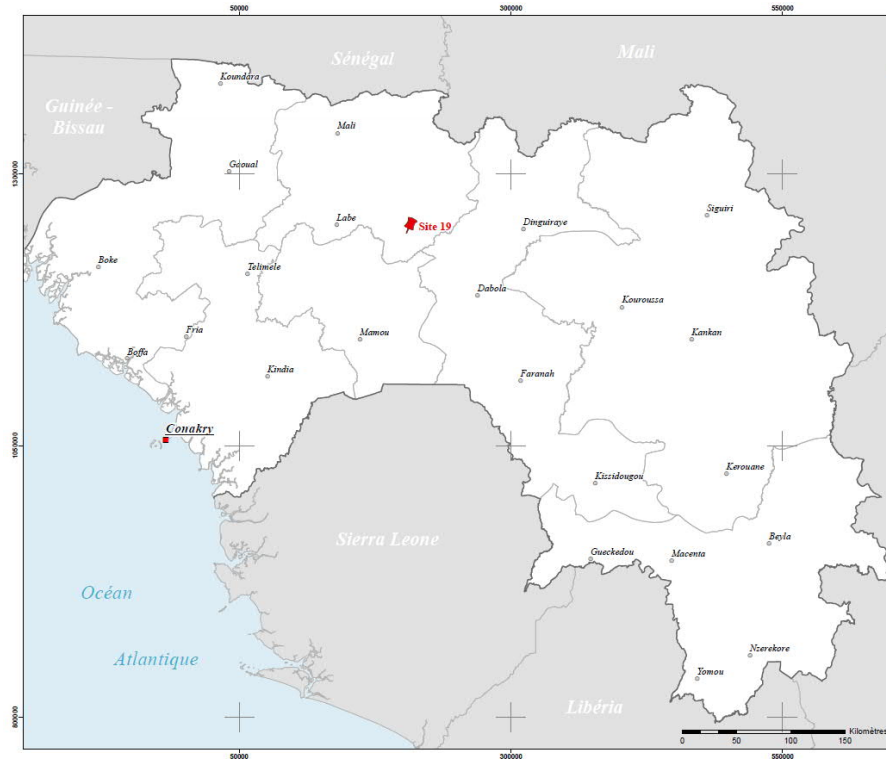 50000
300000
550000
Sénégal
Mali
Koundara
Guinée -
Bissau
Mali
Gaoual
1300000
Siguiri
Labe
Site 19
Dinguiraye
Boke
Telimele
Dabola
Kouroussa
Fria
Mamou
Kankan
Boffa
Kindia
Faranah
Conakry
1050000
Kissidougou
Kerouane
Sierra Leone
Beyla
Gueckedou
Macenta
Océan
Atlantique
Nzerekore
Yomou
Libéria
800000
Kilomètres
0 50 100 150
50000
300000
550000